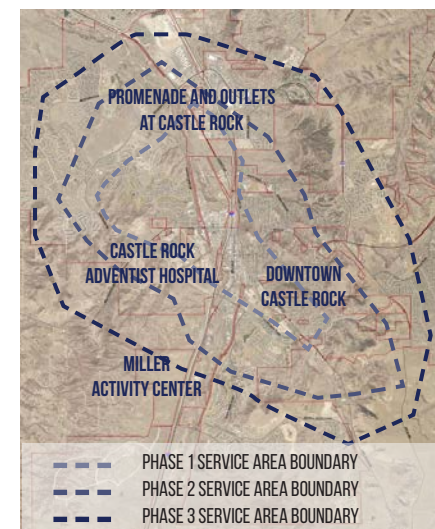 PROMENADE AND OUTLETS
AT CASTLE ROCK
CASTLE ROCK
ADVENTIST HOSPITAL
DOWNTOWN
CASTLE ROCK
MILLER
ACTIVITY CENTER
PHASE 1 SERVICE AREA BOUNDARY
PHASE 2 SERVICE AREA BOUNDARY
PHASE 3 SERVICE AREA BOUNDARY